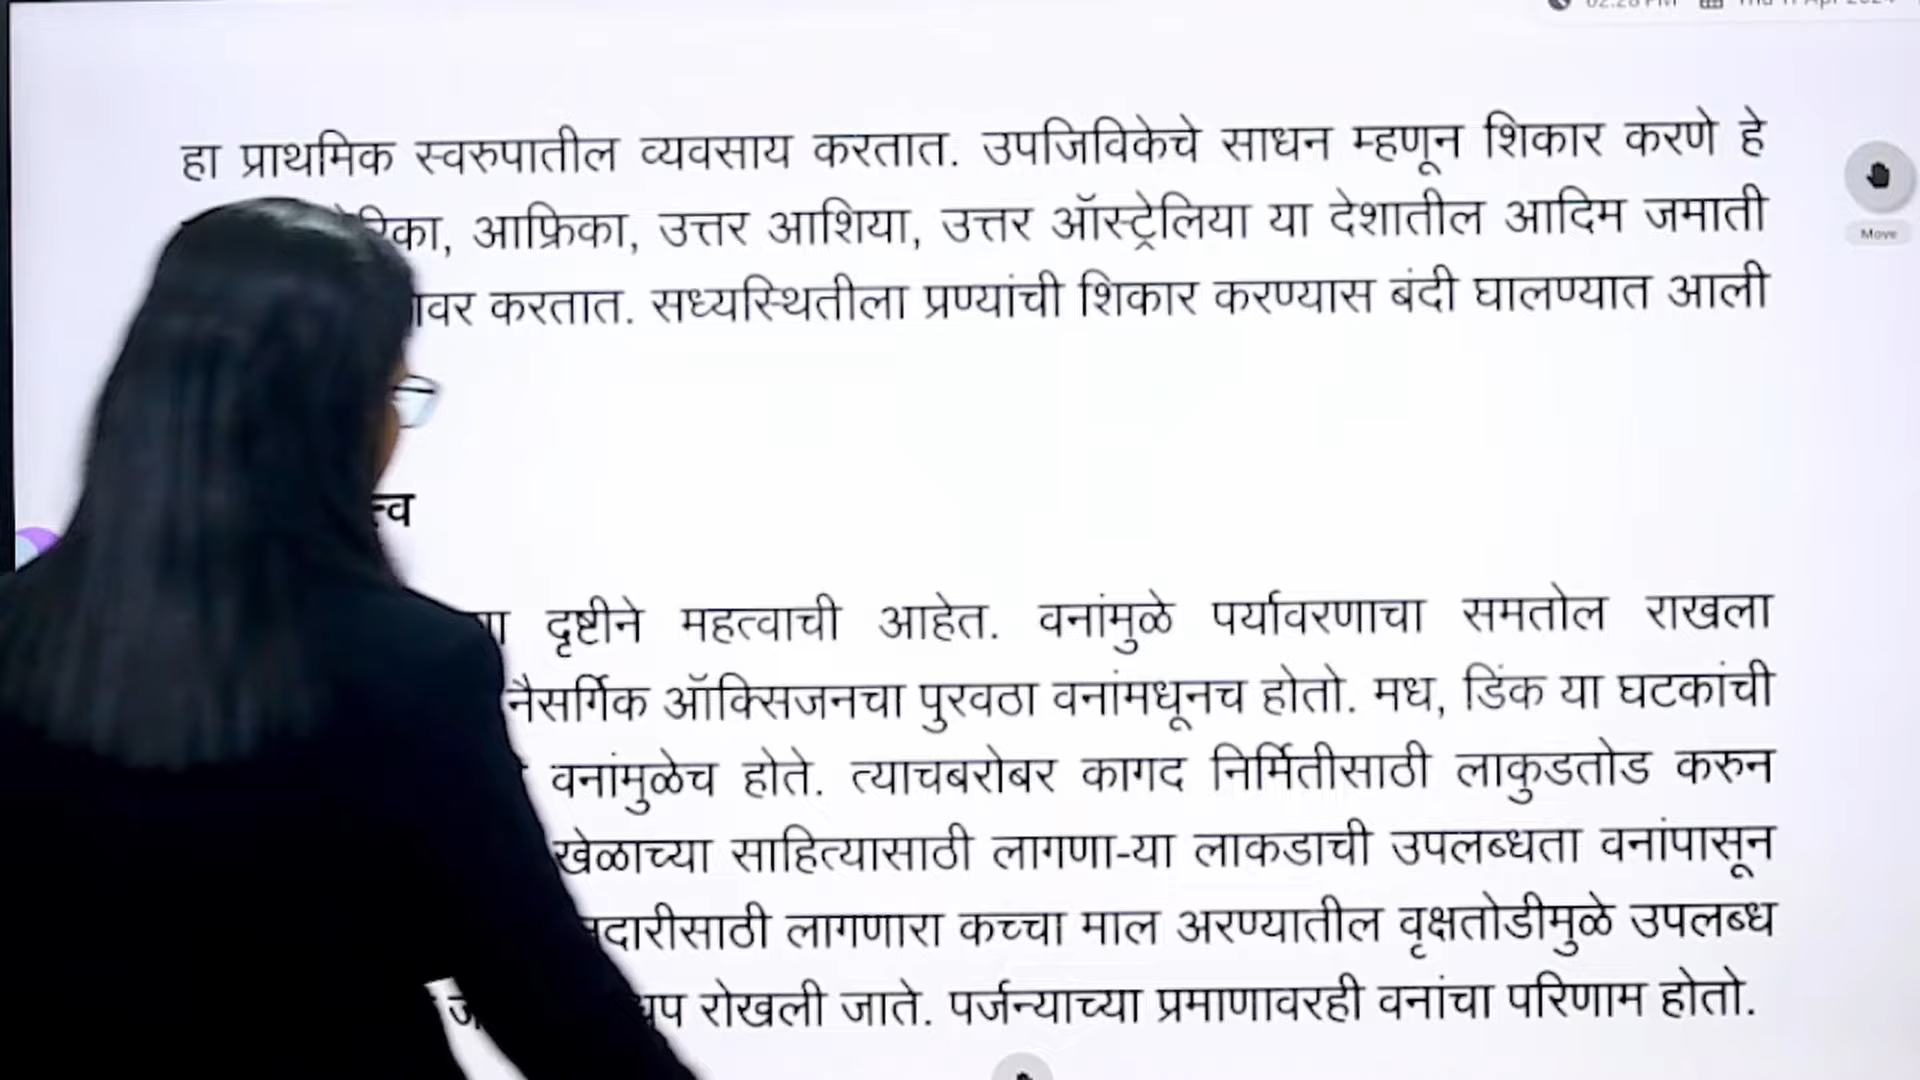 हा प्राथमिक स्वरुपातील व्यवसाय करतात. उपजिविकेचे साधन म्हणून शिकार करणे हे
आफ्रिका, उत्तर आशिया, उत्तर ऑस्ट्रेलिया या देशातील आदिम जमाती
करतात. सध्यस्थितीला प्रण्यांची शिकार करण्यास बंदी घालण्यात आली
Move
दृष्टीने महत्वाची आहेत. वनांमुळे पर्यावरणाचा समतोल राखला
नैसर्गिक ऑक्सिजनचा पुरवठा वनांमधूनच होतो. मध, डिंक या घटकांची
वनांमुळेच होते. त्याचबरोबर कागद निर्मितीसाठी लाकुडतोड करुन
खेळाच्या साहित्यासाठी लागणा-या लाकडाची उपलब्धता वनांपासून
लागणारा कच्चा माल अरण्यातील वृक्षतोडीमुळे उपलब्ध
रोखली जाते. पर्जन्याच्या प्रमाणावरही वनांचा परिणाम होतो.